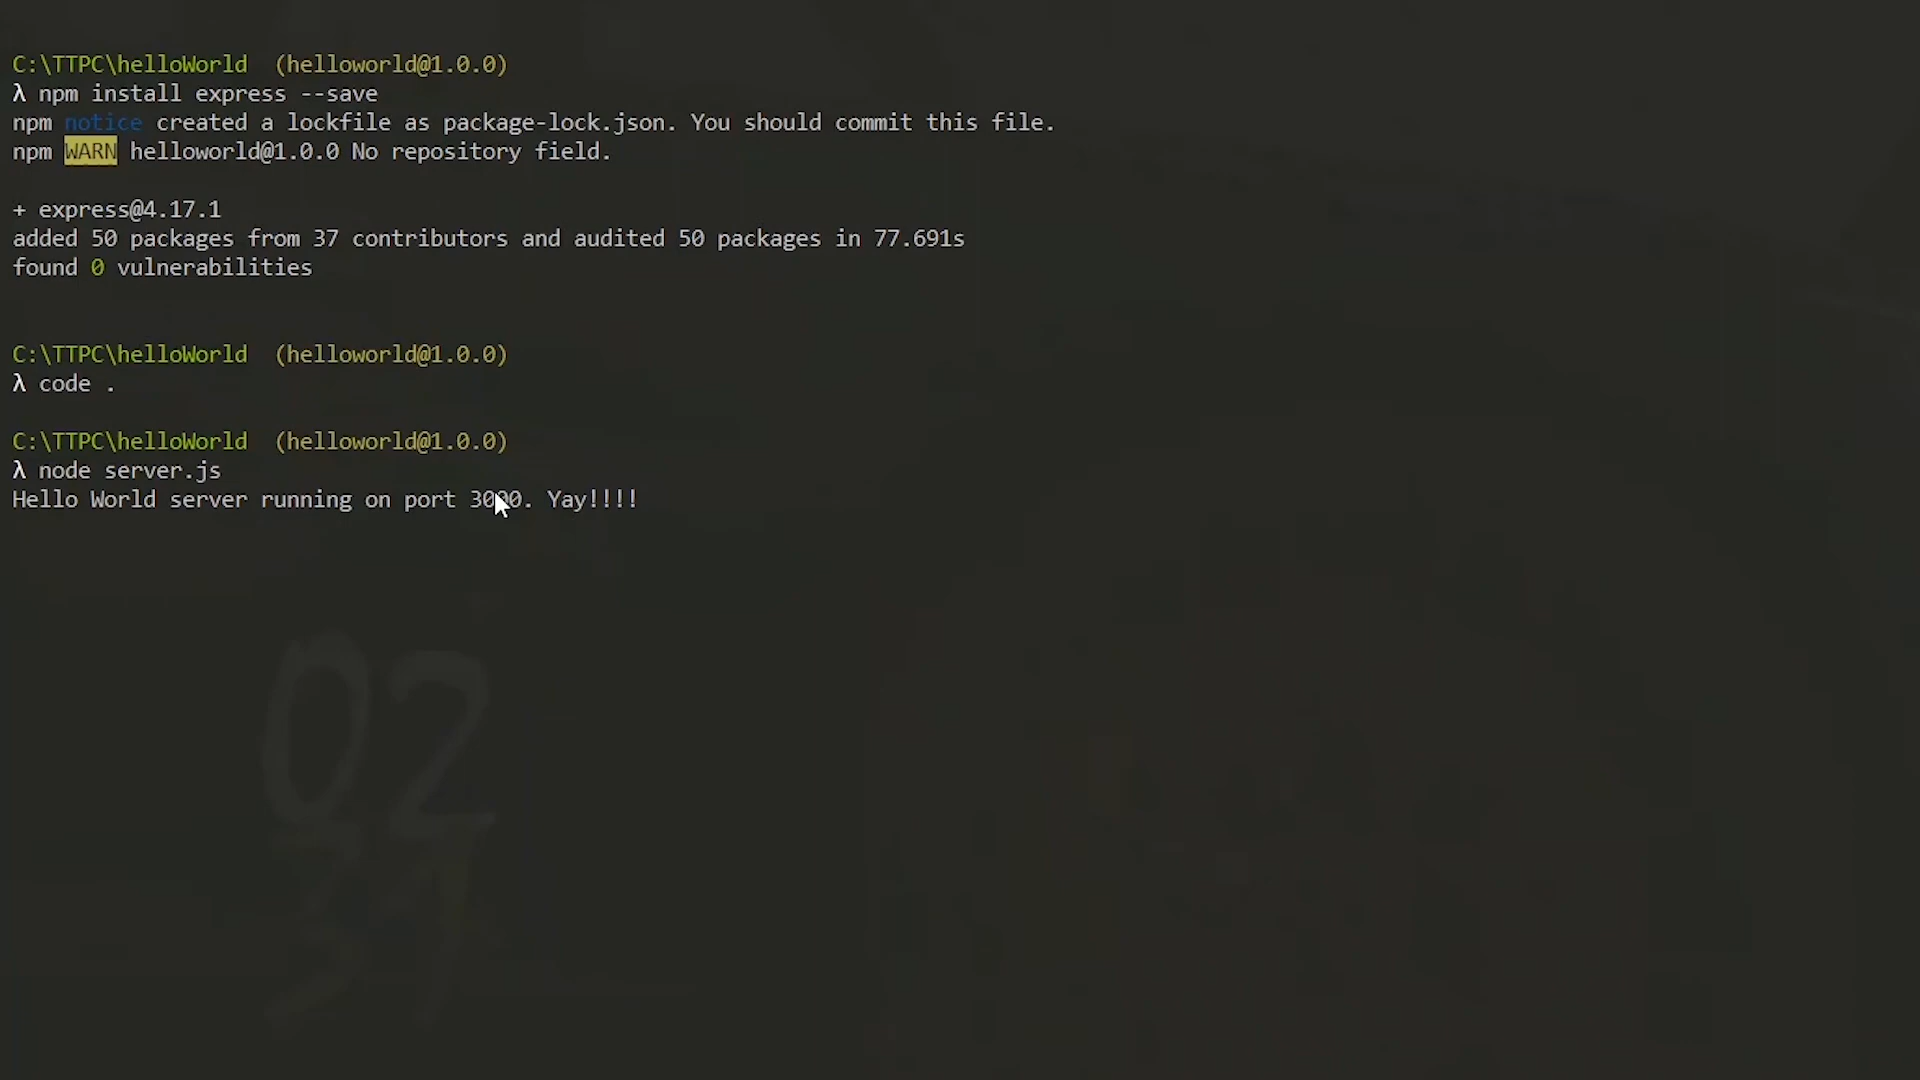 C:\TTPC\helloWorld  (helloworld@1.0.0)
λ npm install express --save
npm notice created a lockfile as package-lock.json. You should commit this file.
npm WARN helloworld@1.0.0 No repository field.
+ express@4.17.1
added 50 packages from 37 contributors and audited 50 packages in 77.691s
found 0 vulnerabilities
C:\TTPC\helloWorld  (helloworld@1.0.0)
λ code .
C:\TTPC\helloWorld  (helloworld@1.0.0)
λ node server.js
Hello World server running on port 3000. Yay!!!!
02